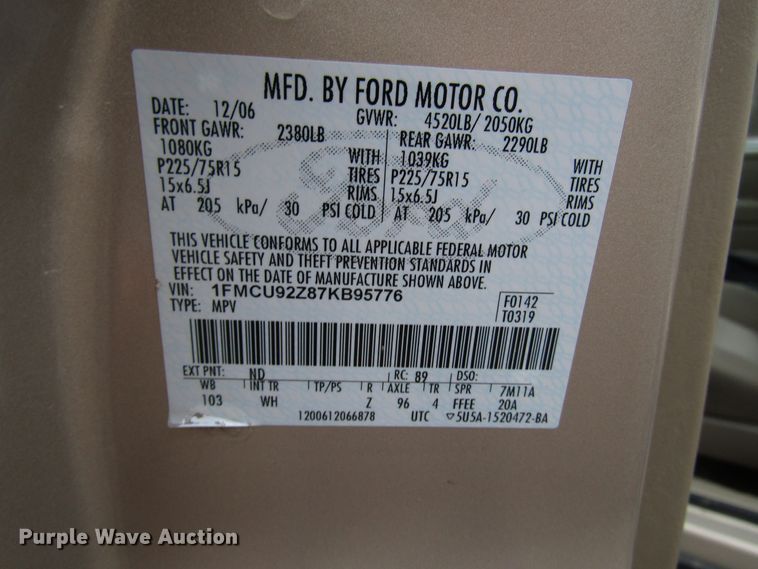 MFD. BY FORD MOTOR CO.
DATE: 12/06 GVWR: 4520LB/ 2050KG
FRONT GAWR: 2380LB REAR GAWR: 2290LB
1080KG WITH 1039KG WITH
P225/75R15 TIRES P225/75R15 TIRES
15x6.5J RIMS 15x6.5J RIMS
AT 205 kPa/ 30 PSI COLD AT 205 kPa/ 30 PSI COLD
Ford
THIS VEHICLE CONFORMS TO ALL APPLICABLE FEDERAL MOTOR
VEHICLE SAFETY AND THEFT PREVENTION STANDARDS IN
EFFECT ON THE DATE OF MANUFACTURE SHOWN ABOVE.
VIN: 1FMCU92Z87KB95776 F0142
TYPE: MPV T0319
EXT PNT: ND RC: 89 DSO:
WB INT TR TP/PS R AXLE TR SPR 7M11A
103 WH Z 96 4 FFEE 20A
1200612066878 UTC ▽5U5A-1520472-BA
Purple Wave Auction